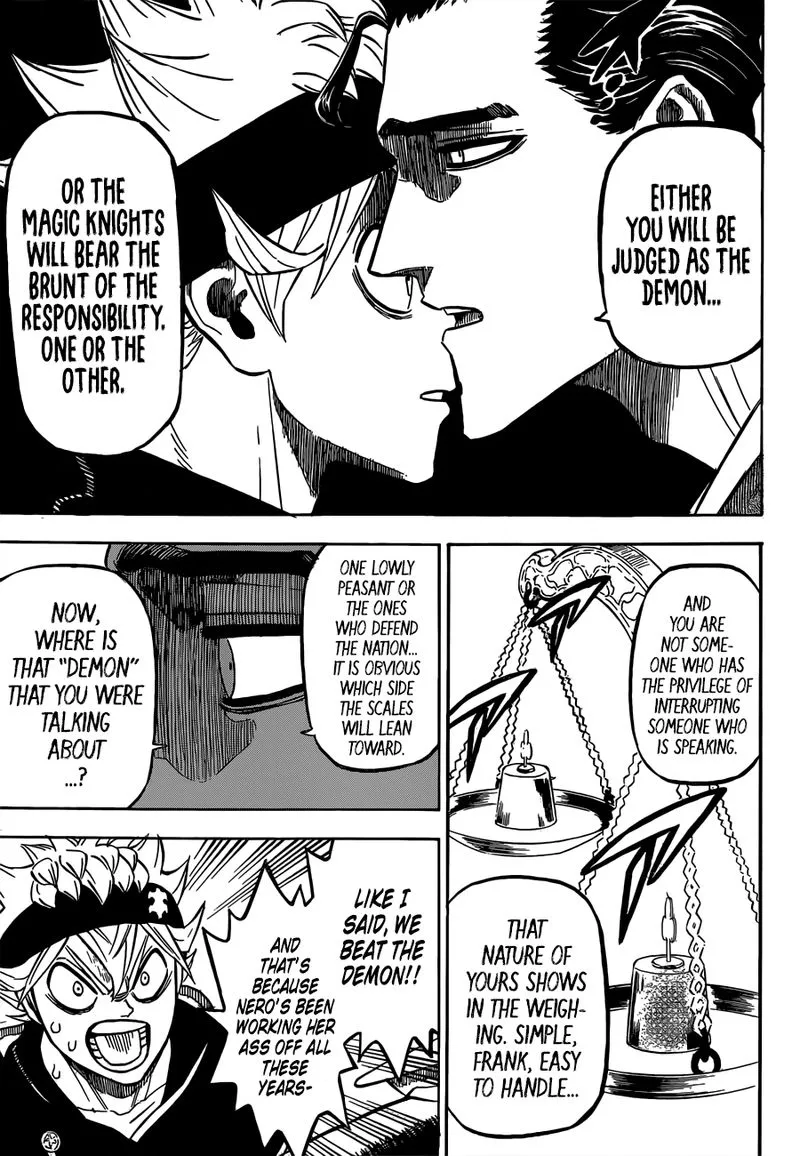 EITHER
YOU WILL BE
JUDGED AS THE
DEMON...
OR THE
MAGIC KNIGHTS
WILL BEAR THE
BRUNT OF THE
RESPONSIBILITY.
ONE OR THE
OTHER.
AND
YOU ARE
NOT SOME-
ONE WHO HAS
THE PRIVILEGE OF
INTERRUPTING
SOMEONE WHO
IS SPEAKING.
THAT
NATURE OF
YOURS SHOWS
IN THE WEIGH-
ING. SIMPLE,
FRANK, EASY
TO HANDLE...
ONE LOWLY
PEASANT OR
THE ONES
WHO DEFEND
THE NATION...
IT IS OBVIOUS
WHICH SIDE
THE SCALES
WILL LEAN
TOWARD.
NOW,
WHERE IS
THAT "DEMON"
THAT YOU WERE
TALKING
ABOUT
...?
LIKE I
SAID, WE
BEAT THE
DEMON!!
AND
THAT'S
BECAUSE
NERO'S BEEN
WORKING HER
ASS OFF ALL
THESE
YEARS-